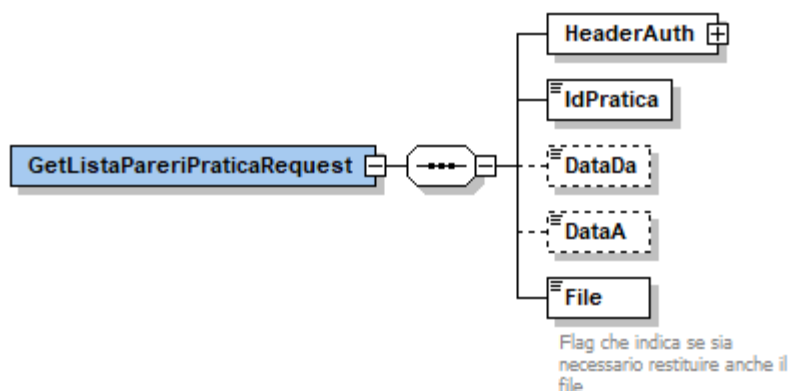 HeaderAuth
IdPratica
GetListaPareriPraticaRequest
DataDa
DataA
File
Flag che indica se sia
necessario restituire anche il
file